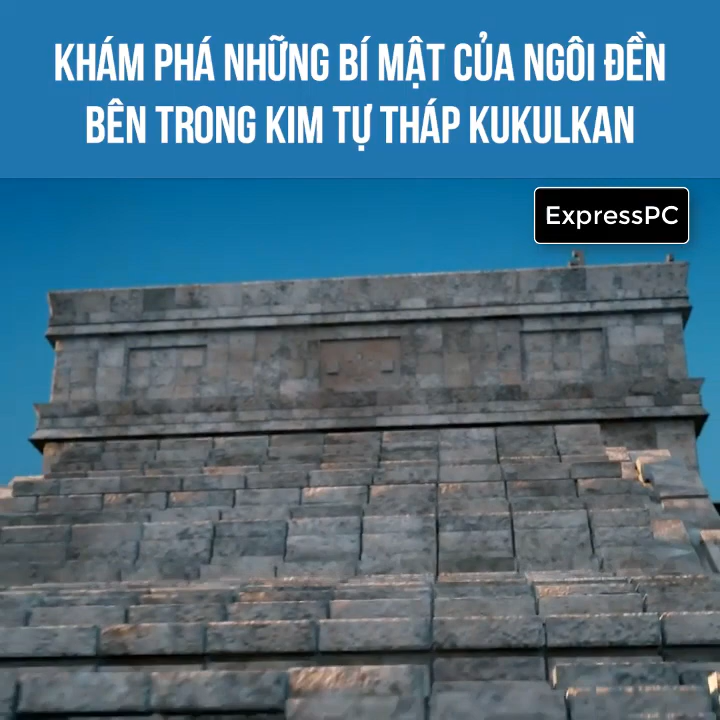 KHÁM PHÁ NHỮNG BÍ MẬT CỦA NGÔI ĐỀN
BÊN TRONG KIM TỰ THÁP KUKULKAN
ExpressPC